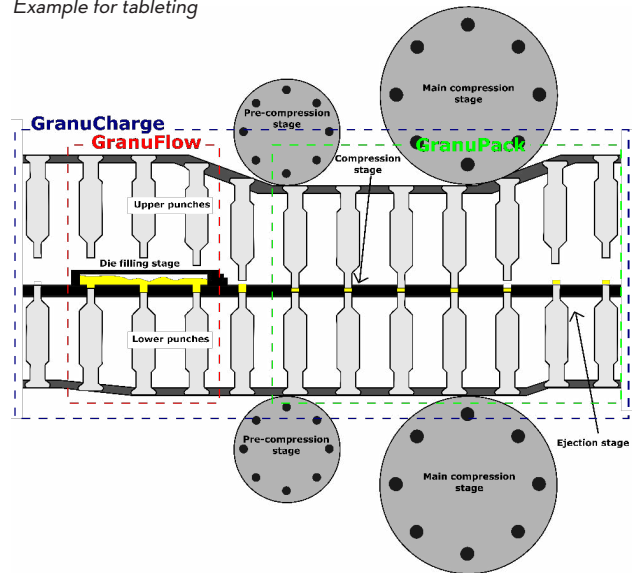 Example for tableting
Pre-compression
stage
Main compression
stage
GranuCharge
GranuFlow
GranuPack
Compression
stage
Upper punches
Die filling stage
Lower punches
Pre-compression
stage
Main compression
stage
Ejection stage